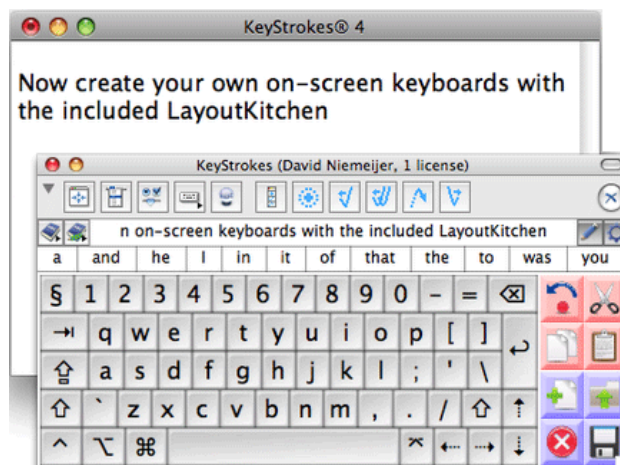 KeyStrokes® 4
Now create your own on-screen keyboards with
the included LayoutKitchen
KeyStrokes (David Niemeijer, 1 license)
n on-screen keyboards with the included LayoutKitchen
a and he I in it of that the to was you
§ 1 2 3 4 5 6 7 8 9 0 - =
q w e r t y u i o p [ ]
a s d f g h j k l ; ' \
` z x c v b n m , . /
^ ⌥ ⌘